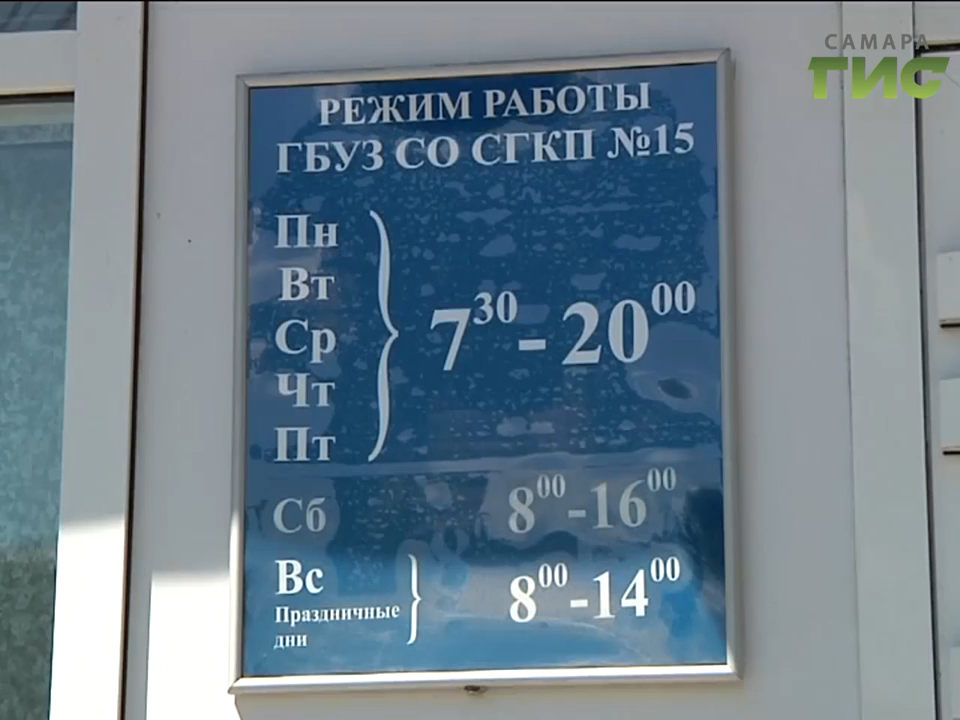 САМАРА
ТИС
РЕЖИМ РАБОТЫ
ГБУЗ СО СГКП №15
Пн
Вт
Ср
Чт
Пт
7³⁰ - 20⁰⁰
Сб 8⁰⁰-16⁰⁰
Вс
Праздничные
дни
8⁰⁰-14⁰⁰